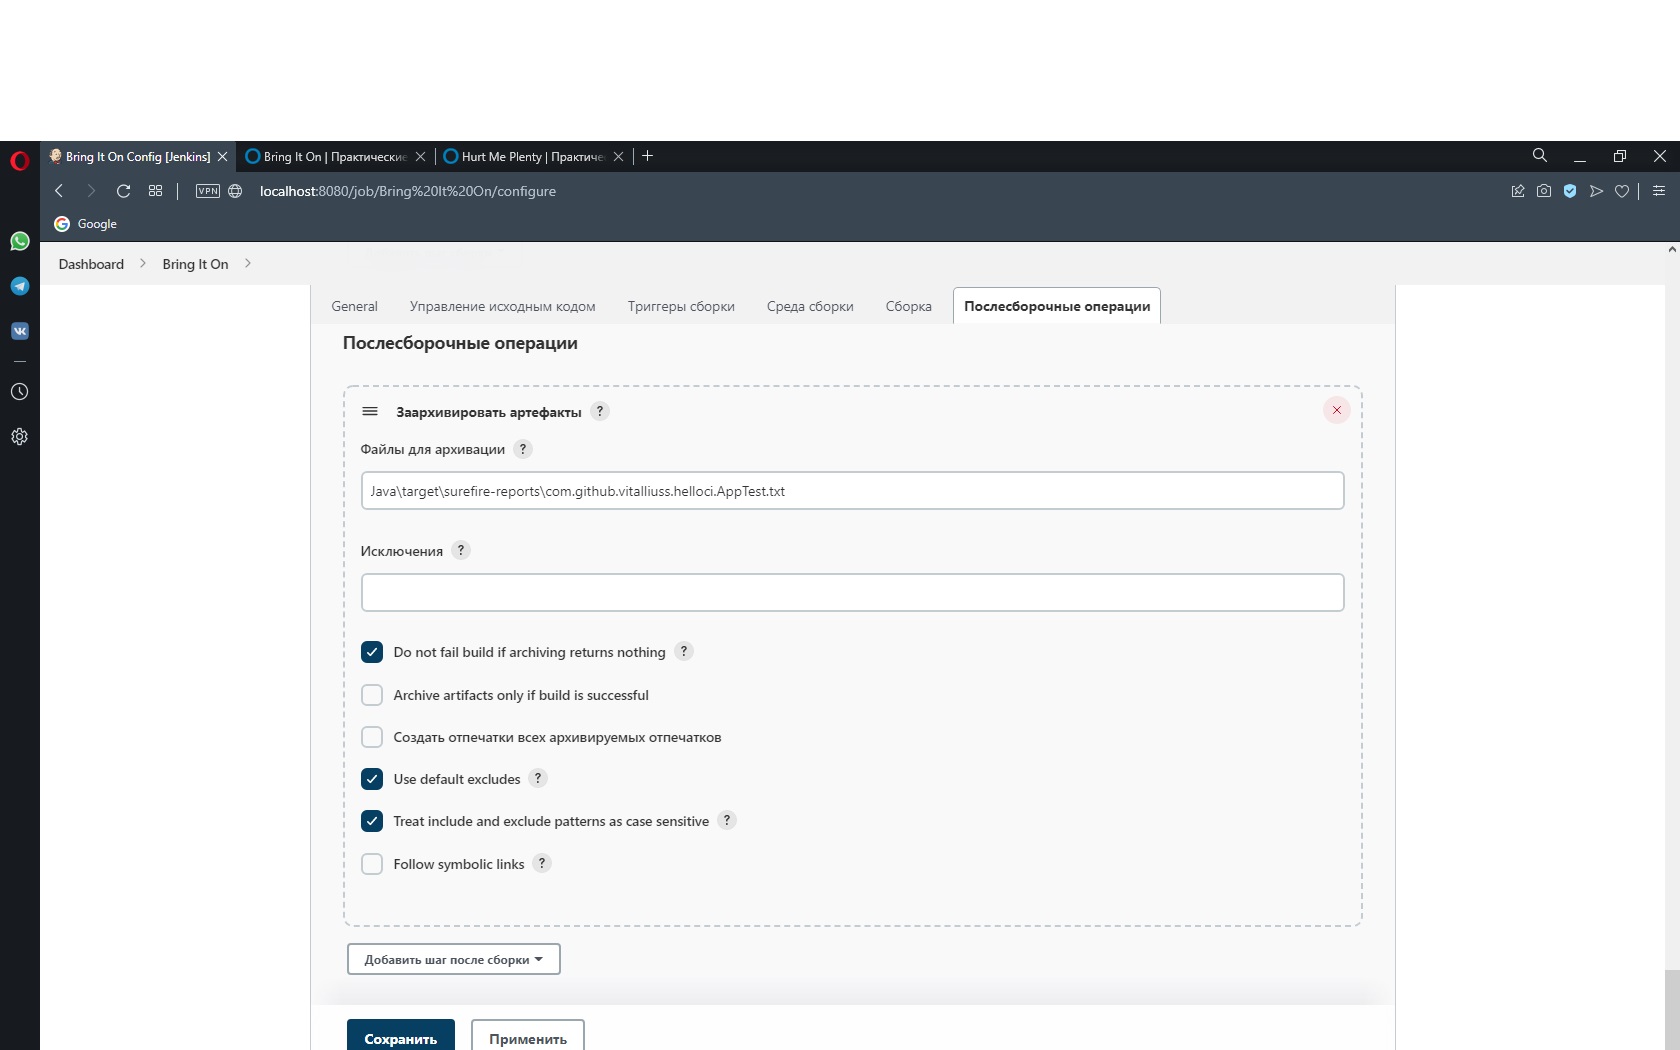 Bring It On Config [Jenkins]
Bring It On | Практические
Hurt Me Plenty | Практиче
VPN
localhost:8080/job/Bring%20It%20On/configure
Google
Dashboard
Bring It On
General
Управление исходным кодом
Триггеры сборки
Среда сборки
Сборка
Послесборочные операции
Послесборочные операции
Заархивировать артефакты ?
Файлы для архивации ?
Java\target\surefire-reports\com.github.vitalliuss.helloci.AppTest.txt
Исключения ?
Do not fail build if archiving returns nothing ?
Archive artifacts only if build is successful
Создать отпечатки всех архивируемых отпечатков
Use default excludes ?
Treat include and exclude patterns as case sensitive ?
Follow symbolic links ?
Добавить шаг после сборки
Сохранить
Применить